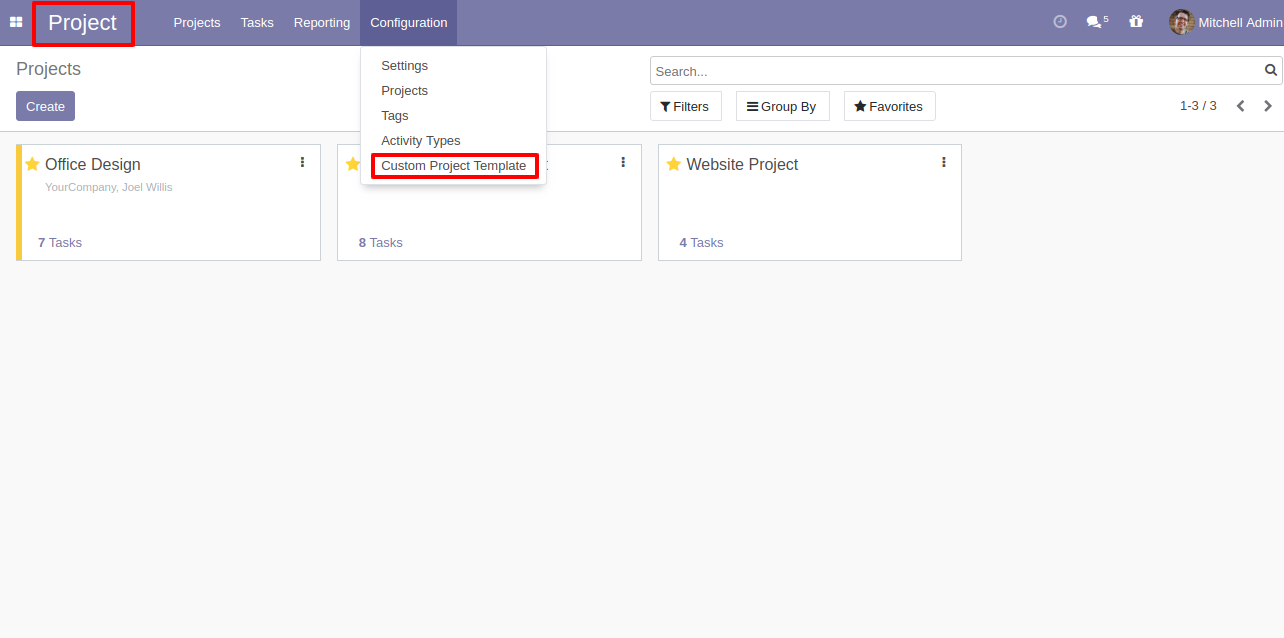 Project Projects Tasks Reporting Configuration 5 Mitchell Admin
Projects
Search...
Create
Filters Group By Favorites 1-3 / 3
Settings
Projects
Tags
Activity Types
Custom Project Template
Office Design
YourCompany, Joel Willis
7 Tasks
8 Tasks
Website Project
4 Tasks